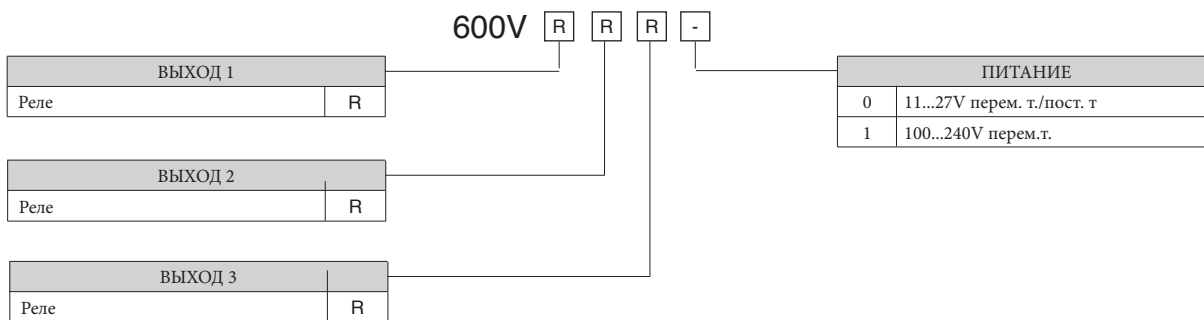 600V R R R -
ВЫХОД 1
Реле R
ПИТАНИЕ
0 11...27V перем. т./пост. т
1 100...240V перем.т.
ВЫХОД 2
Реле R
ВЫХОД 3
Реле R